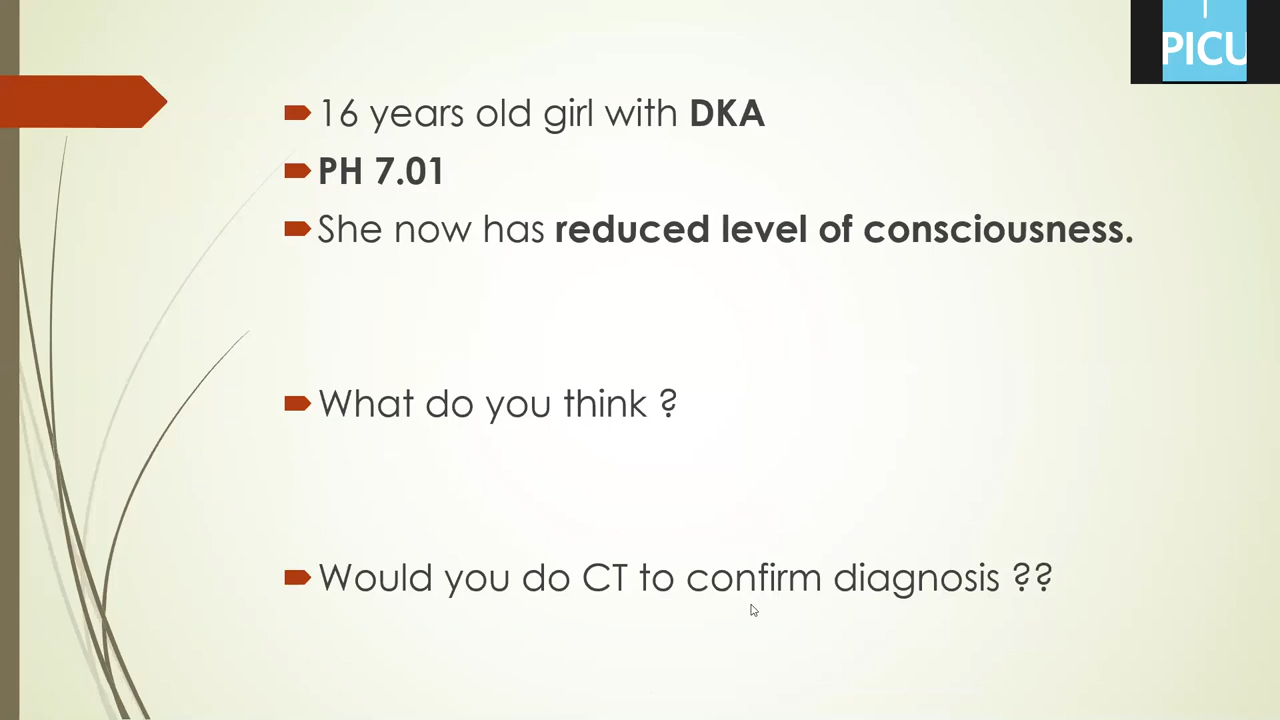 PICU
16 years old girl with DKA
PH 7.01
She now has reduced level of consciousness.
What do you think ?
Would you do CT to confirm diagnosis ??